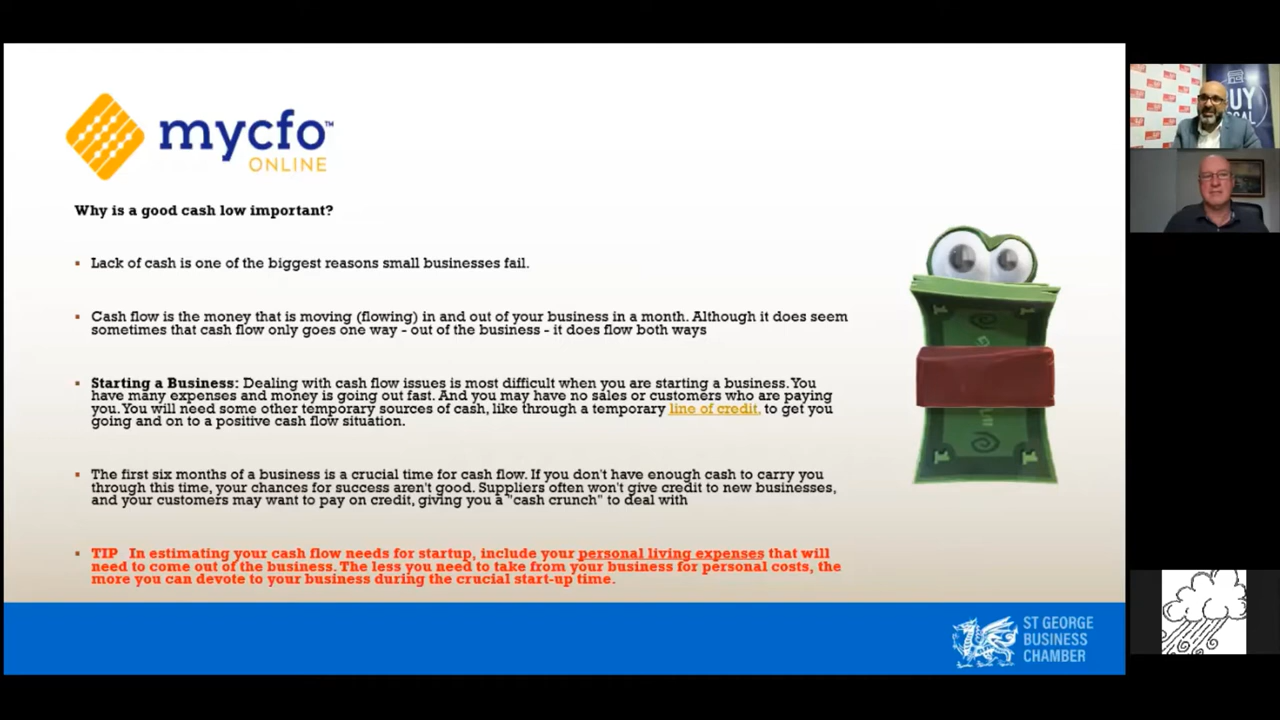 mycfo™
ONLINE
Why is a good cash low important?
▪ Lack of cash is one of the biggest reasons small businesses fail.
▪ Cash flow is the money that is moving (flowing) in and out of your business in a month. Although it does seem
sometimes that cash flow only goes one way - out of the business - it does flow both ways
▪ Starting a Business: Dealing with cash flow issues is most difficult when you are starting a business. You
have many expenses and money is going out fast. And you may have no sales or customers who are paying
you. You will need some other temporary sources of cash, like through a temporary line of credit, to get you
going and on to a positive cash flow situation.
▪ The first six months of a business is a crucial time for cash flow. If you don't have enough cash to carry you
through this time, your chances for success aren't good. Suppliers often won't give credit to new businesses,
and your customers may want to pay on credit, giving you a "cash crunch" to deal with
▪ TIP In estimating your cash flow needs for startup, include your personal living expenses that will
need to come out of the business. The less you need to take from your business for personal costs, the
more you can devote to your business during the crucial start-up time.
ST GEORGE
BUSINESS
CHAMBER